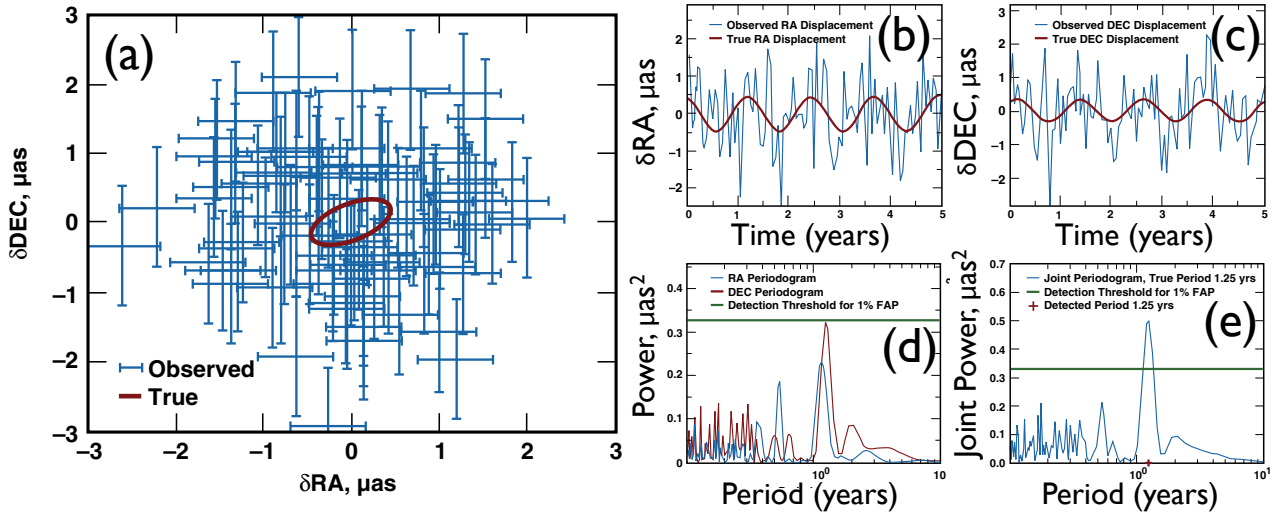 (a)
δDEC, µas
3
2
1
0
−1
−2
−3
−3 −2 −1 0 1 2 3
δRA, µas
Observed
True
(b)
δRA, µas
Observed RA Displacement
True RA Displacement
2
1
0
−1
−2
0 1 2 3 4 5
Time (years)
(c)
δDEC, µas
Observed DEC Displacement
True DEC Displacement
2
1
0
−1
−2
0 1 2 3 4 5
Time (years)
(d)
Power, µas²
RA Periodogram
DEC Periodogram
Detection Threshold for 1% FAP
0.4
0.3
0.2
0.1
0
10⁰ 10
Period (years)
(e)
Joint Power, µas²
Joint Periodogram, True Period 1.25 yrs
Detection Threshold for 1% FAP
Detected Period 1.25 yrs
0.7
0.6
0.5
0.4
0.3
0.2
0.1
0.0
10⁰ 10¹
Period (years)